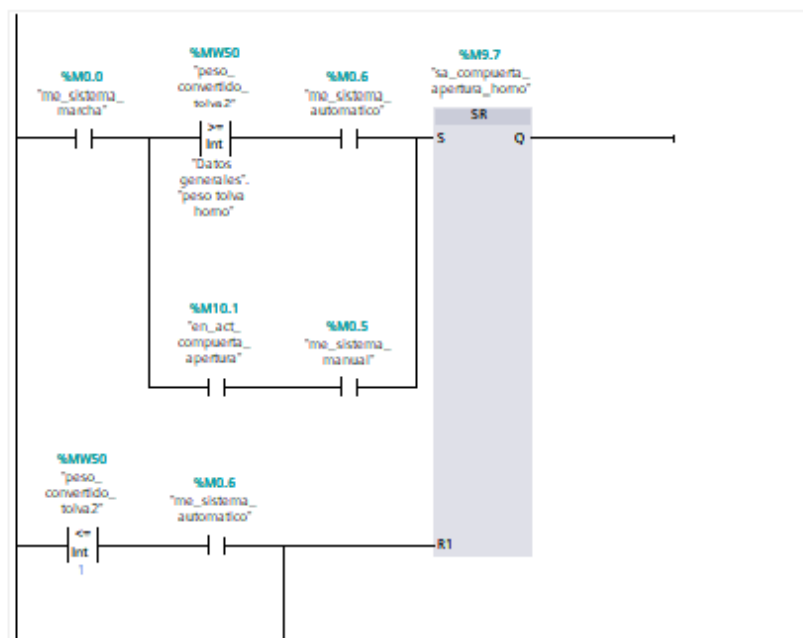 %MW50
%M9.7
%M0.0
"peso_
%M0.6
"sa_compuerta_
"me_sistema_
convertido_
"me_sistema_
apertura_horno"
marcha"
tolva2"
automatico"
SR
>=
Int
S
Q
"Datos
generales".
"peso tolva
horno"
%M10.1
"en_act_
%M0.5
compuerta_
"me_sistema_
apertura"
manual"
%MW50
"peso_
%M0.6
convertido_
"me_sistema_
tolva2"
automatico"
<=
Int
R1
1